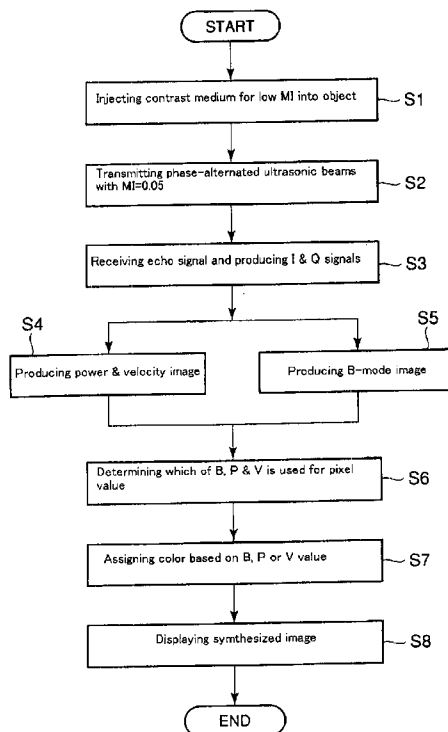 START
Injecting contrast medium for low MI into object
S1
Transmitting phase-alternated ultrasonic beams
with MI=0.05
S2
Receiving echo signal and producing I & Q signals
S3
S4
S5
Producing power & velocity image
Producing B-mode image
Determining which of B, P & V is used for pixel
value
S6
Assigning color based on B, P or V value
S7
Displaying symthesized image
S8
END